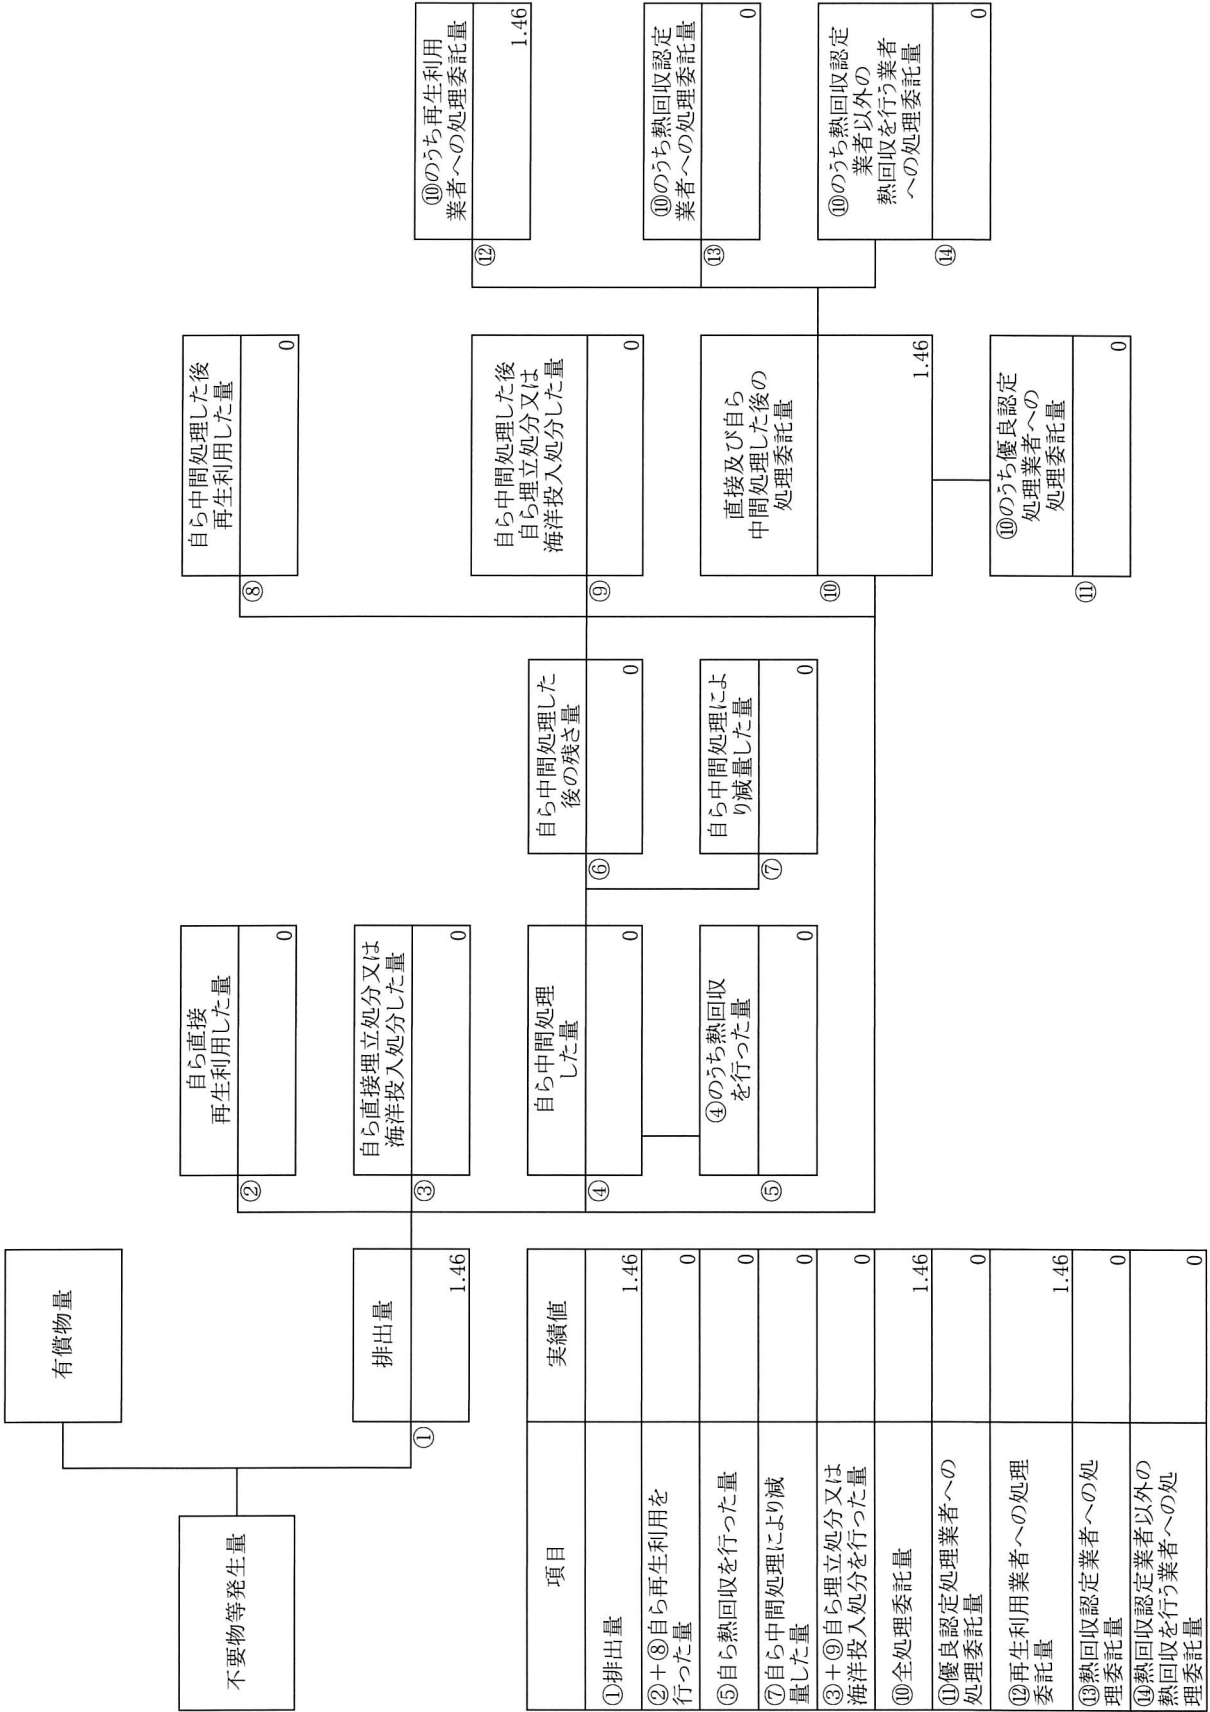 有償物量
不要物等発生量
①
排出量
1.46
②
自ら直接
再生利用した量
0
③
自ら直接埋立処分又は
海洋投入処分した量
0
④
自ら中間処理
した量
0
⑤
④のうち熱回収
を行った量
0
⑥
自ら中間処理した
後の残さ量
0
⑦
自ら中間処理によ
り減量した量
0
⑧
自ら中間処理した後
再生利用した量
0
⑨
自ら中間処理した後
自ら埋立処分又は
海洋投入処分した量
0
⑩
直接及び自ら
中間処理した後の
処理委託量
1.46
⑪
⑩のうち優良認定
処理業者への
処理委託量
0
⑫
⑩のうち再生利用
業者への処理委託量
1.46
⑬
⑩のうち熱回収認定
業者への処理委託量
0
⑭
⑩のうち熱回収認定
業者以外の
熱回収を行う業者
への処理委託量
0
項目 実績値
①排出量 1.46
②+⑧自ら再生利用を
行った量 0
⑤自ら熱回収を行った量 0
⑦自ら中間処理により減
量した量 0
③+⑨自ら埋立処分又は
海洋投入処分を行った量 0
⑩全処理委託量 1.46
⑪優良認定処理業者への
処理委託量 0
⑫再生利用業者への処理
委託量 1.46
⑬熱回収認定業者への処
理委託量 0
⑭熱回収認定業者以外の
熱回収を行う業者への処
理委託量 0